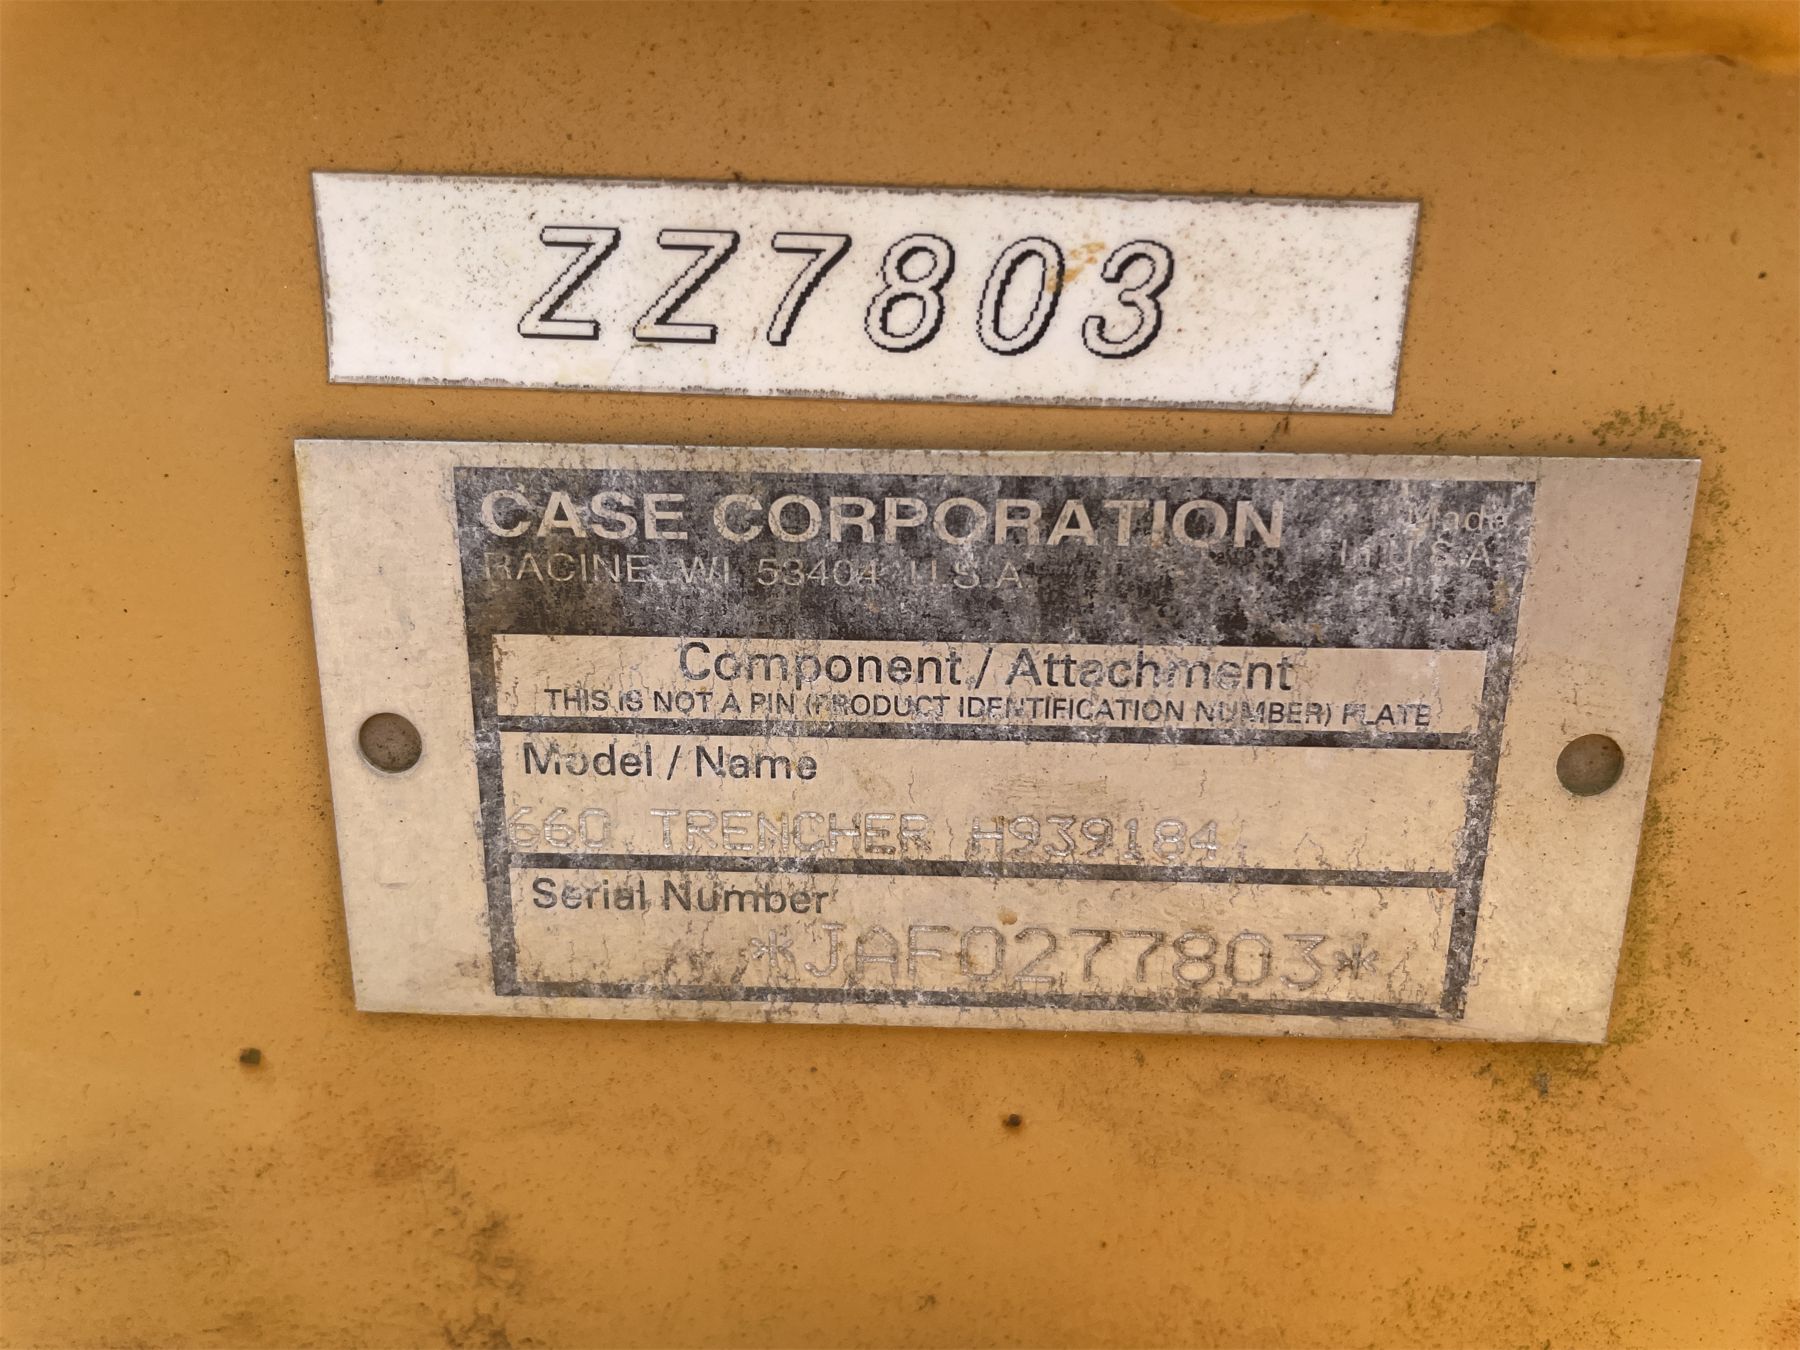 ZZ7803
CASE CORPORATION
RACINE, WI 53404 U.S.A.
Made
In U.S.A.
Component / Attachment
THIS IS NOT A PIN (PRODUCT IDENTIFICATION NUMBER) PLATE
Model / Name
660 TRENCHER H939184
Serial Number
*JAF0277803*